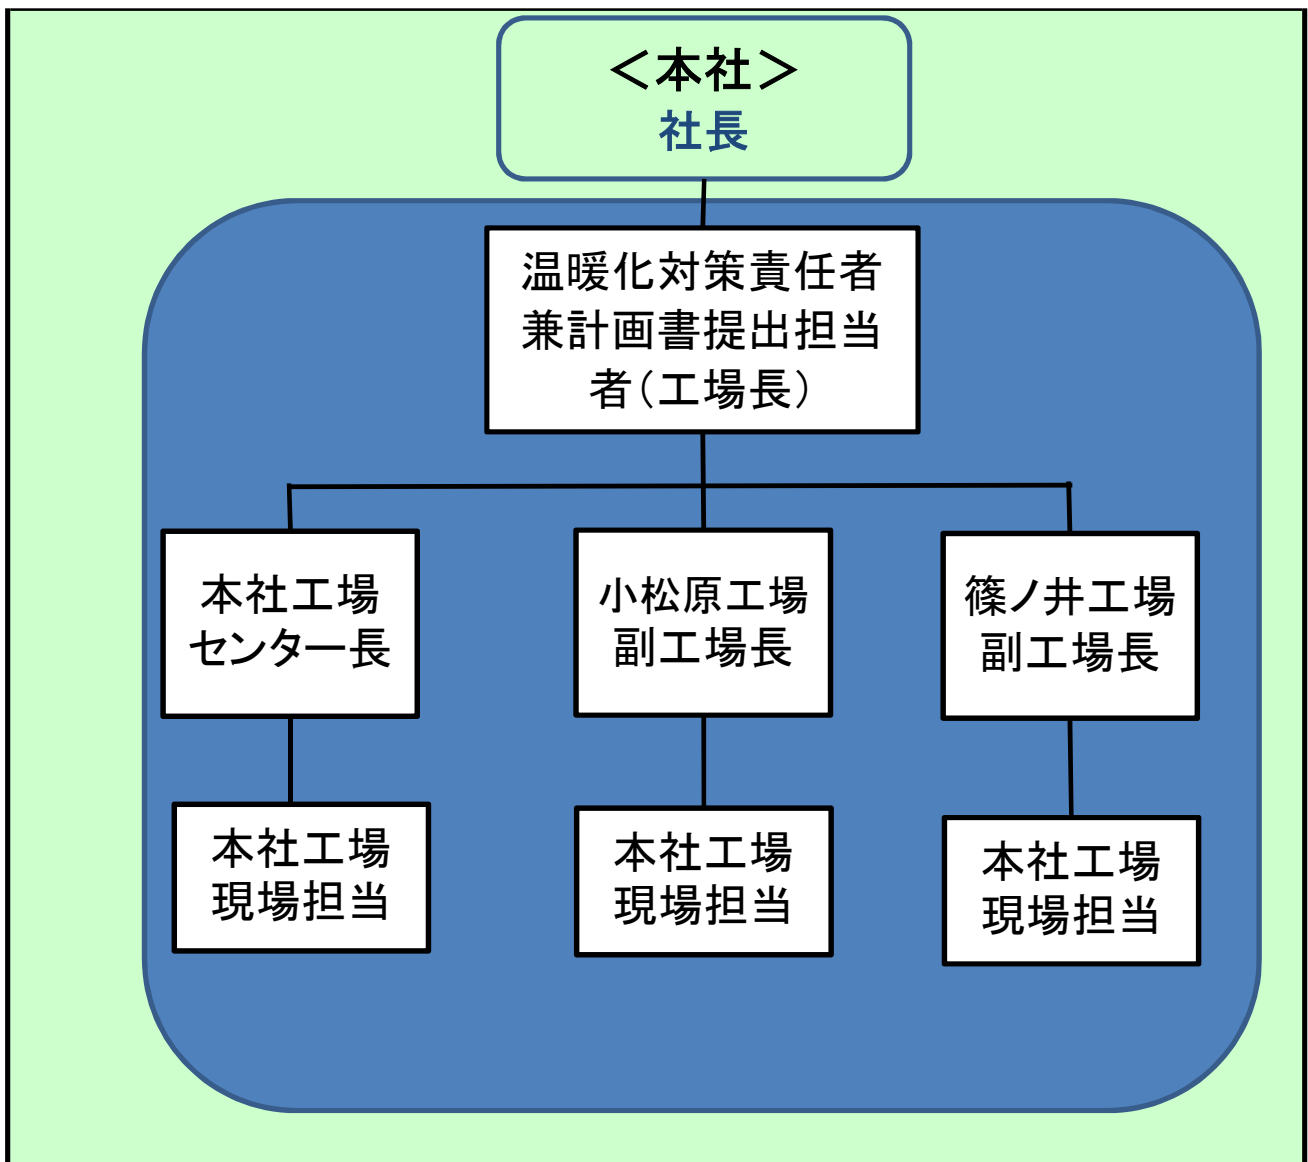 ＜本社＞
社長
温暖化対策責任者
兼計画書提出担当
者（工場長）
本社工場
センター長
小松原工場
副工場長
篠ノ井工場
副工場長
本社工場
現場担当
本社工場
現場担当
本社工場
現場担当